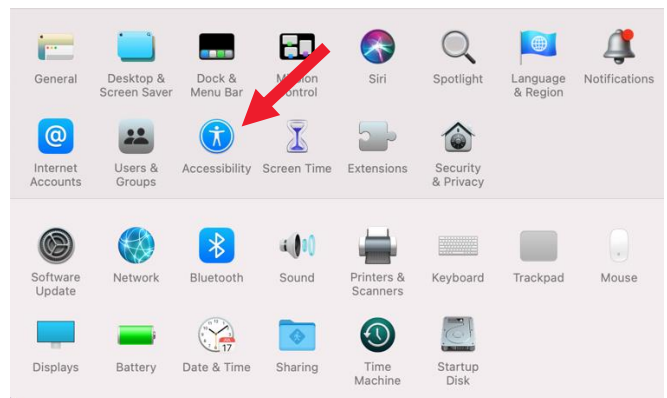 General Desktop & Dock & Mission Siri Spotlight Language Notifications
Screen Saver Menu Bar Control & Region
Internet Users & Accessibility Screen Time Extensions Security
Accounts Groups & Privacy
Software Network Bluetooth Sound Printers & Keyboard Trackpad Mouse
Update Scanners
17
Displays Battery Date & Time Sharing Time Startup
Machine Disk